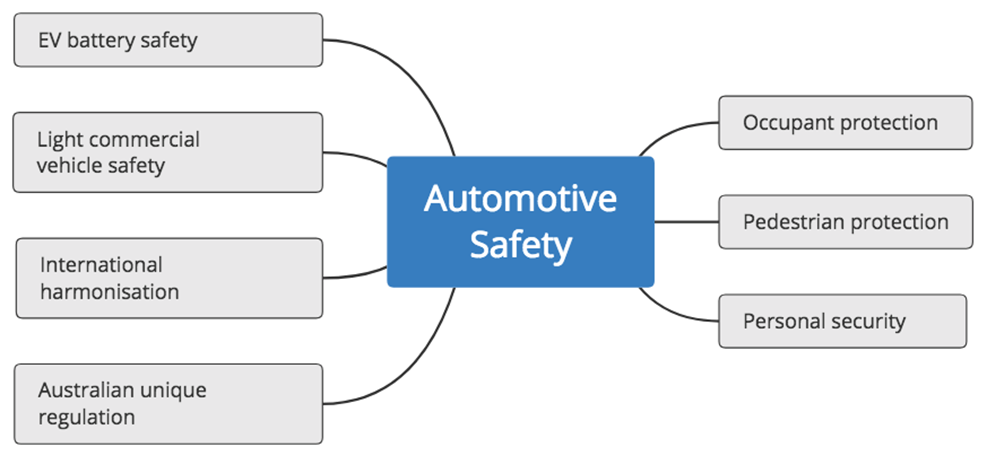 EV battery safety
Light commercial
vehicle safety
International
harmonisation
Australian unique
regulation
Automotive
Safety
Occupant protection
Pedestrian protection
Personal security